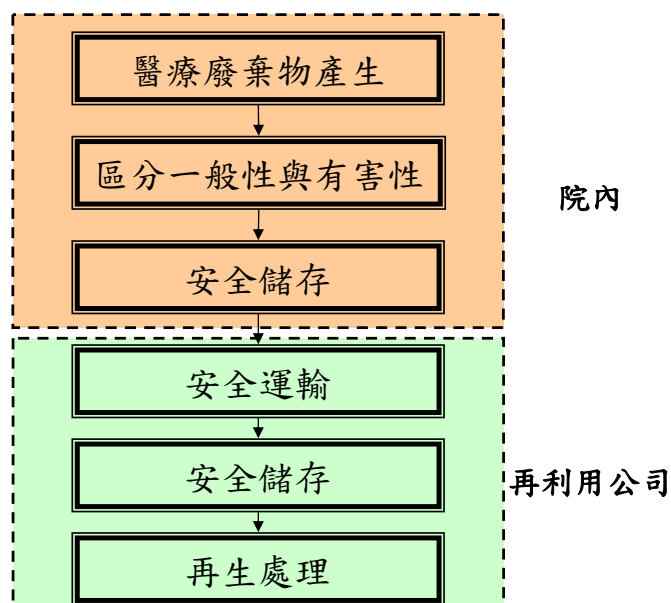 醫療廢棄物產生
區分一般性與有害性
院內
安全儲存
安全運輸
安全儲存
再利用公司
再生處理